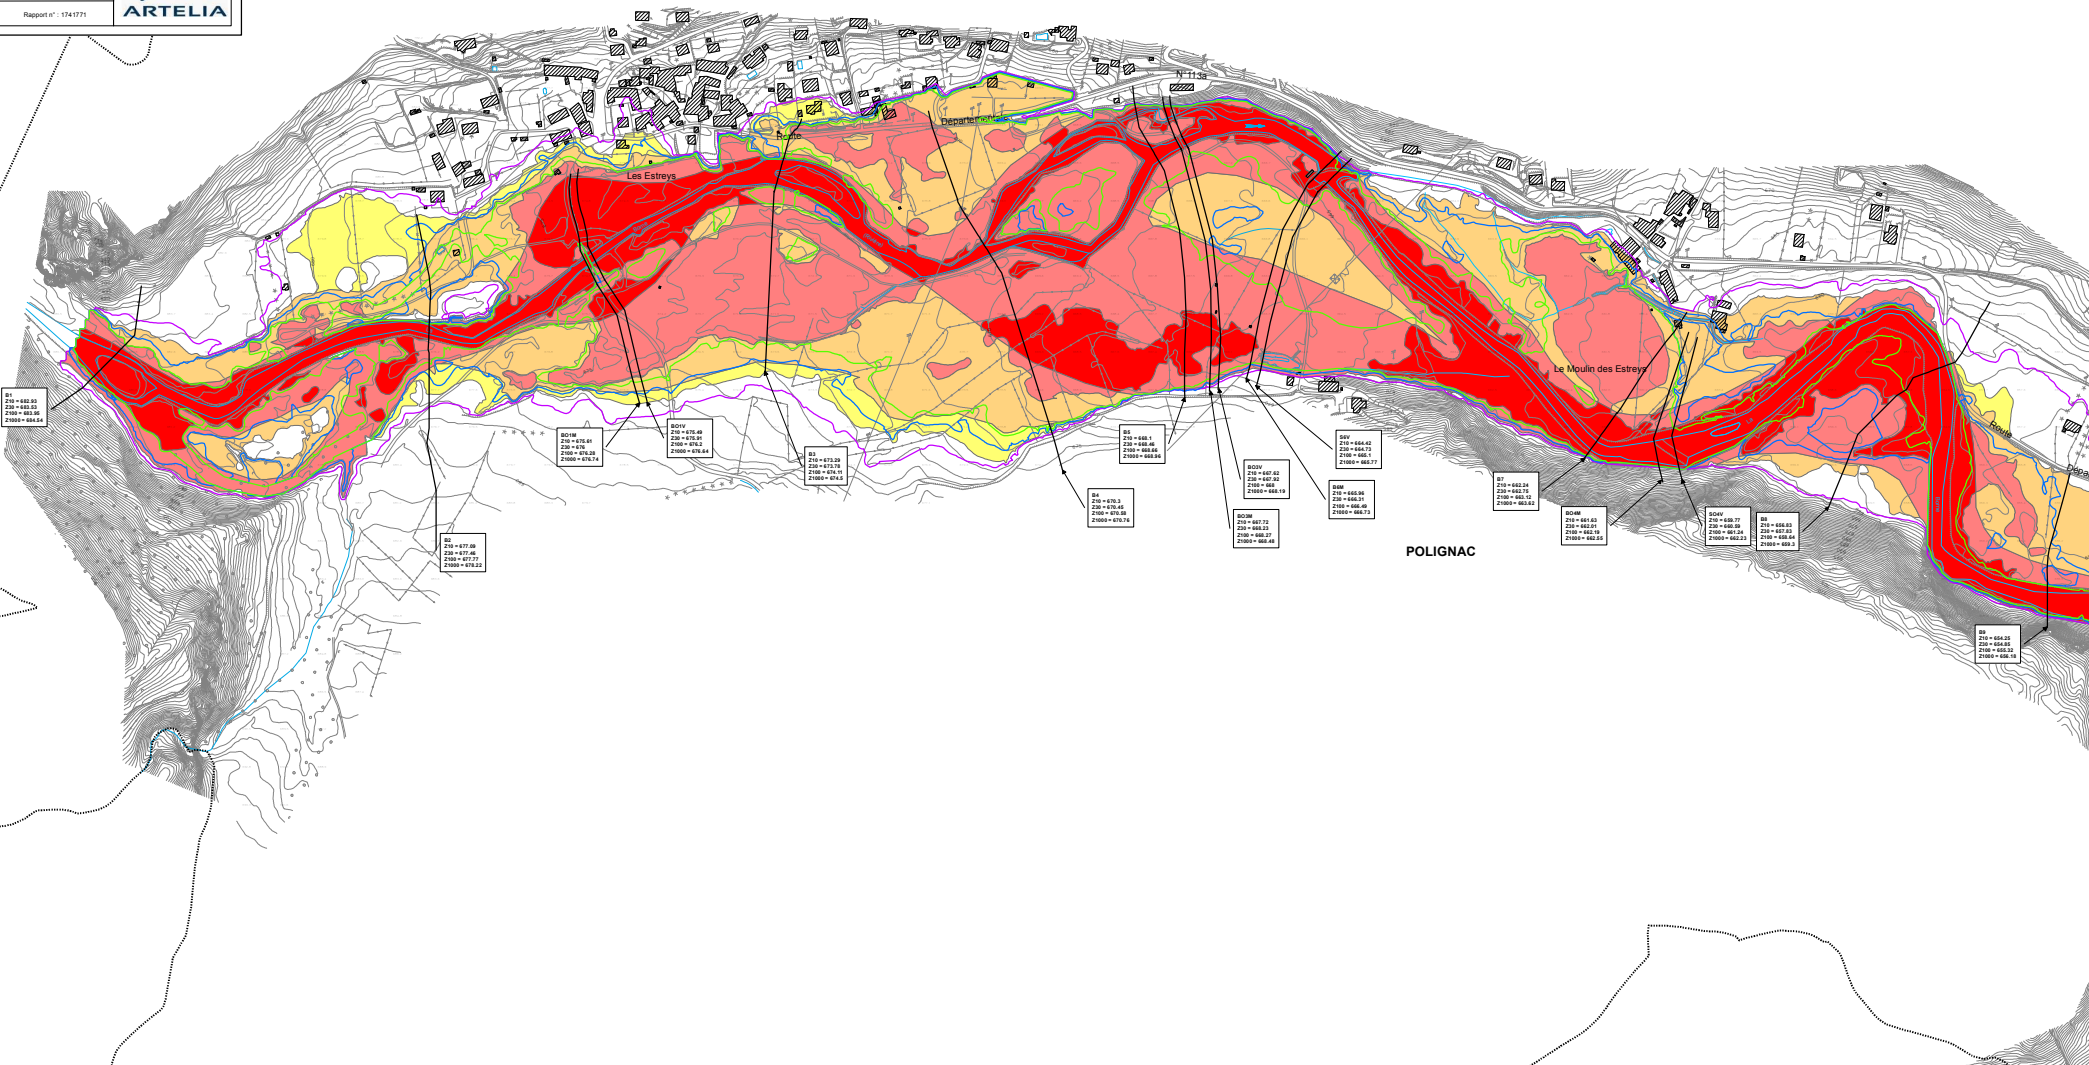 Rapport n° : 1741771
ARTELIA
N°113a
Route
Les Estreys
Le Moulin des Estreys
Route
POLIGNAC
B1
Z10 = 682.93
Z30 = 683.53
Z100 = 683.95
Z1000 = 684.54
B2
Z10 = 677.09
Z30 = 677.46
Z100 = 677.77
Z1000 = 678.22
BO1M
Z10 = 675.61
Z30 = 676
Z100 = 676.28
Z1000 = 676.74
BO1V
Z10 = 675.49
Z30 = 675.91
Z100 = 676.2
Z1000 = 676.64
B3
Z10 = 673.29
Z30 = 673.78
Z100 = 674.11
Z1000 = 674.5
B4
Z10 = 670.3
Z30 = 670.45
Z100 = 670.58
Z1000 = 670.76
B5
Z10 = 668.1
Z30 = 668.46
Z100 = 668.66
Z1000 = 668.96
BO3V
Z10 = 667.62
Z30 = 667.92
Z100 = 668
Z1000 = 668.19
BO3M
Z10 = 667.72
Z30 = 668.23
Z100 = 668.27
Z1000 = 668.48
S6V
Z10 = 664.42
Z30 = 664.73
Z100 = 665.1
Z1000 = 665.77
B6M
Z10 = 665.96
Z30 = 666.31
Z100 = 666.49
Z1000 = 666.73
B7
Z10 = 662.24
Z30 = 662.75
Z100 = 663.12
Z1000 = 663.62
BO4M
Z10 = 661.63
Z30 = 662.01
Z100 = 662.19
Z1000 = 662.55
SO4V
Z10 = 659.77
Z30 = 660.59
Z100 = 661.24
Z1000 = 662.23
B8
Z10 = 656.83
Z30 = 657.83
Z100 = 658.64
Z1000 = 659.3
B9
Z10 = 654.25
Z30 = 654.85
Z100 = 655.32
Z1000 = 656.18